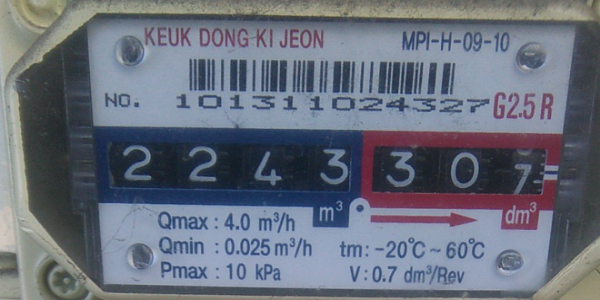 KEUK DONG KI JEON MPI-H-09-10
NO. 101311024327 G2.5 R
2243 307
m³ dm³
Qmax : 4.0 m³/h
Qmin : 0.025 m³/h tm: -20°C ~ 60°C
Pmax : 10 kPa V : 0.7 dm³/Rev